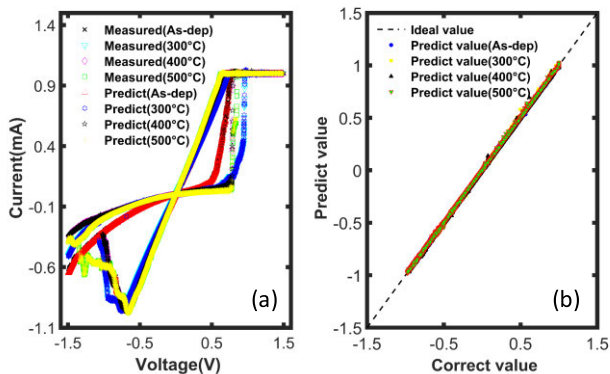 1.4
0.9
0.4
-0.1
-0.6
-1.1
Current(mA)
Measured(As-dep)
Measured(300°C)
Measured(400°C)
Measured(500°C)
Predict(As-dep)
Predict(300°C)
Predict(400°C)
Predict(500°C)
(a)
-1.5 -0.5 0.5 1.5
Voltage(V)
1.5
1
0.5
0
-0.5
-1
-1.5
Predict value
Ideal value
Predict value(As-dep)
Predict value(300°C)
Predict value(400°C)
Predict value(500°C)
(b)
-1.5 -0.5 0.5 1.5
Correct value